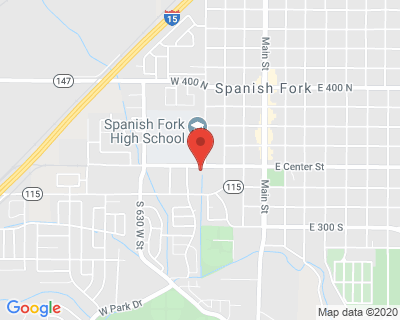 15
Main St
147
W 400 N
Spanish Fork
E 400 N
Spanish Fork
High School
E Center St
115
115
S 630 W St
Main St
E 300 S
W Park Dr
Google
Map data ©2020